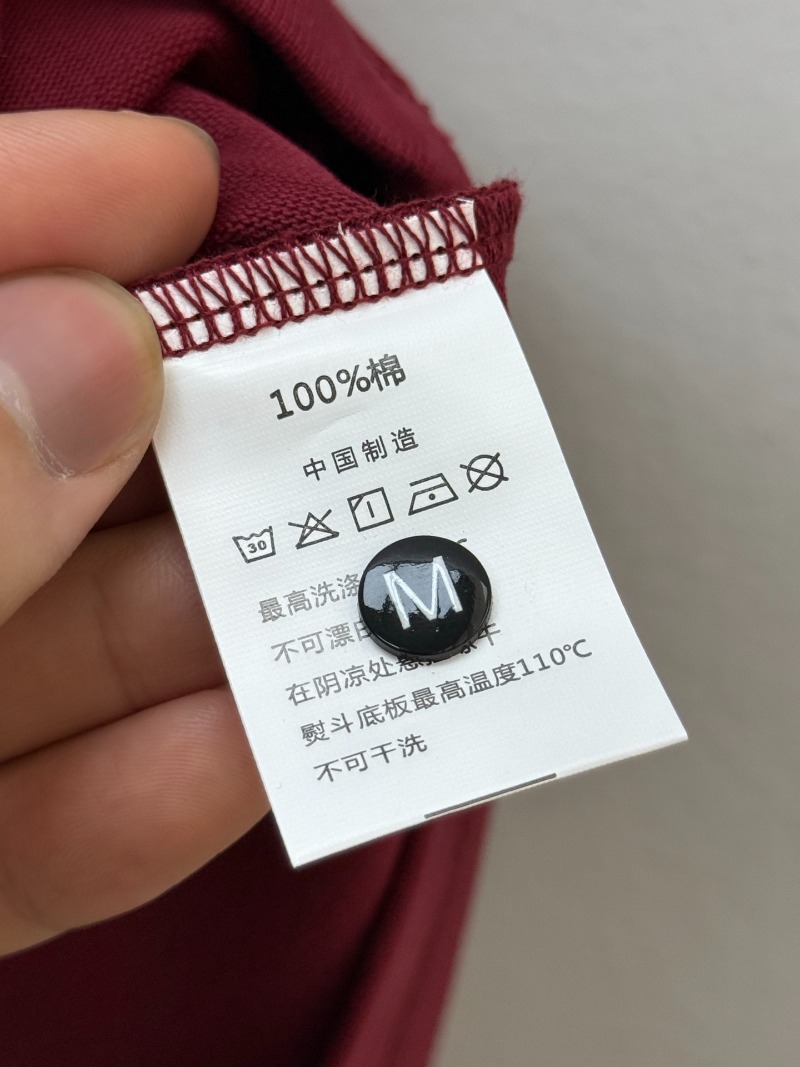 100%棉
中国制造
30
最高洗涤
M
不可漂
在阴凉处悬
熨斗底板最高温度110℃
不可干洗